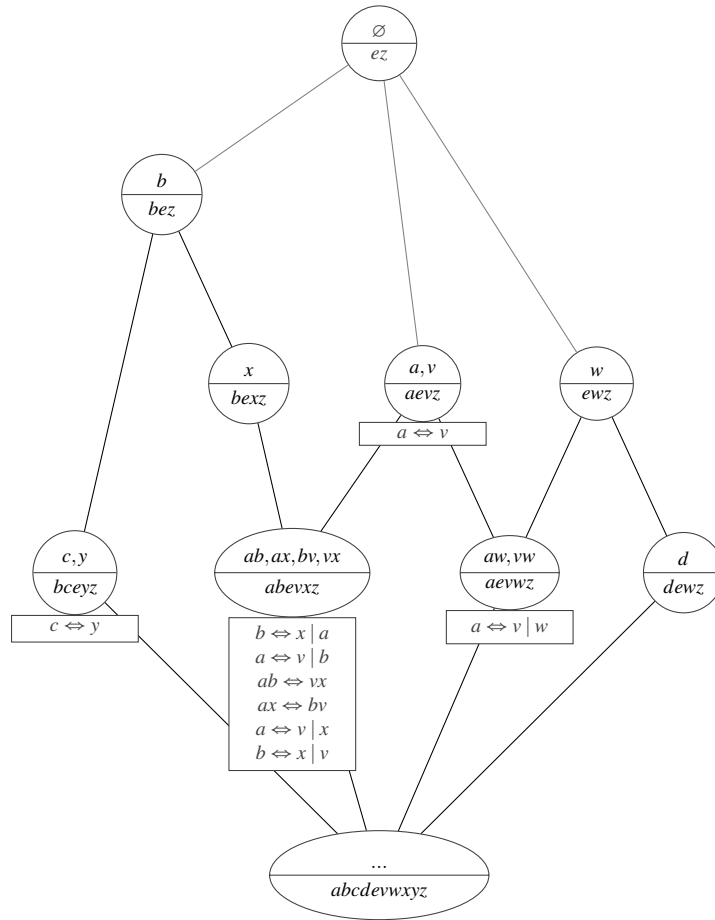 ∅
ez
b
bez
x
bexz
a, v
aevz
a ⇔ v
w
ewz
c, y
bceyz
c ⇔ y
ab, ax, bv, vx
abevxz
b ⇔ x | a
a ⇔ v | b
ab ⇔ vx
ax ⇔ bv
a ⇔ v | x
b ⇔ x | v
aw, vw
aevwz
a ⇔ v | w
d
dewz
...
abcdevwxyz